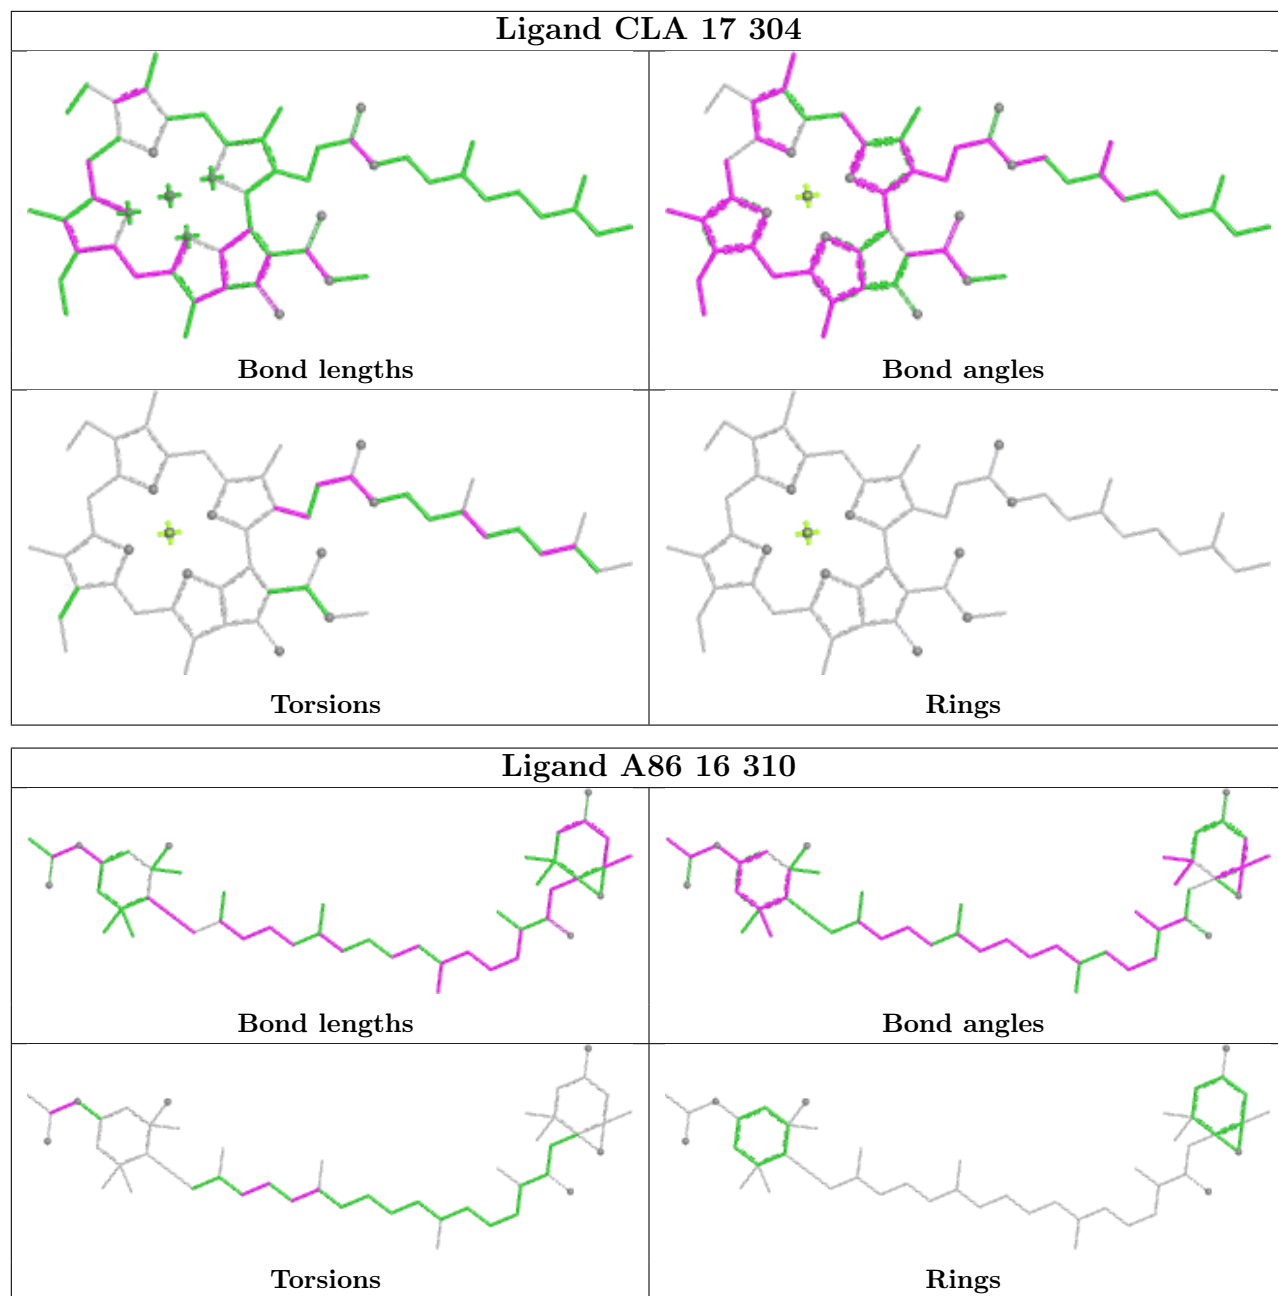 Ligand CLA 17 304
Bond lengths
Bond angles
Torsions
Rings
Ligand A86 16 310
Bond lengths
Bond angles
Torsions
Rings